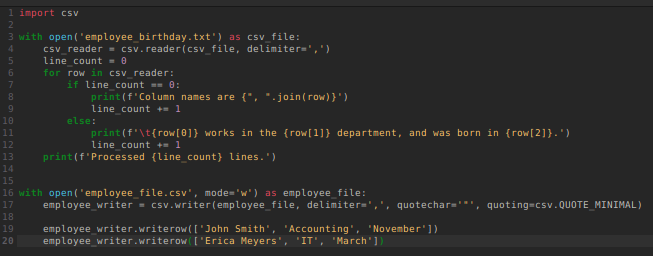 1 import csv
2
3 with open('employee_birthday.txt') as csv_file:
4     csv_reader = csv.reader(csv_file, delimiter=',')
5     line_count = 0
6     for row in csv_reader:
7         if line_count == 0:
8             print(f'Column names are {", ".join(row)}')
9             line_count += 1
10         else:
11             print(f'\t{row[0]} works in the {row[1]} department, and was born in {row[2]}.')
12             line_count += 1
13     print(f'Processed {line_count} lines.')
14
15
16 with open('employee_file.csv', mode='w') as employee_file:
17     employee_writer = csv.writer(employee_file, delimiter=',', quotechar='"', quoting=csv.QUOTE_MINIMAL)
18
19     employee_writer.writerow(['John Smith', 'Accounting', 'November'])
20     employee_writer.writerow(['Erica Meyers', 'IT', 'March'])